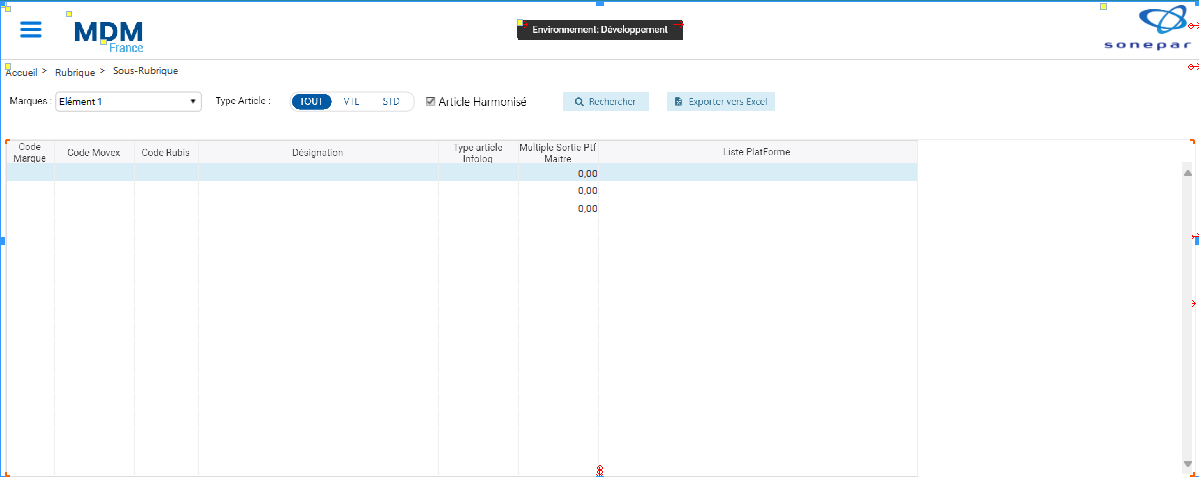 MDM
France
Environnement: Développement
sonepar
Accueil > Rubrique > Sous-Rubrique
Marques : Elément 1 Type Article : TOUT VTL STD Article Harmonisé Rechercher Exporter vers Excel
Code Marque Code Movex Code Rubis Désignation Type article Infolog Multiple Sortie Ptf Maitre Liste PlatForme
0,00
0,00
0,00